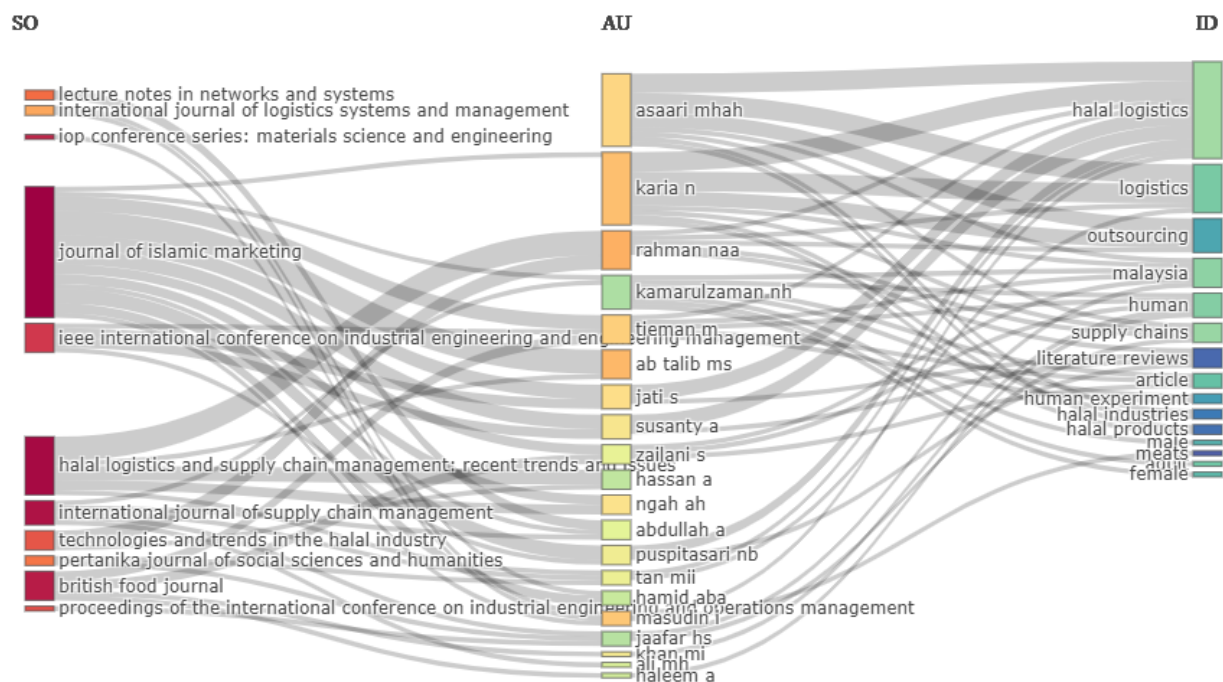 SO
AU
ID
lecture notes in networks and systems
international journal of logistics systems and management
iop conference series: materials science and engineering
journal of islamic marketing
ieee international conference on industrial engineering and engineering management
halal logistics and supply chain management: recent trends and issues
international journal of supply chain management
technologies and trends in the halal industry
pertanika journal of social sciences and humanities
british food journal
proceedings of the international conference on industrial engineering and operations management
asaari mhah
karia n
rahman naa
kamarulzaman nh
tieman m
ab talib ms
jati s
susanty a
zailani s
hassan a
ngah ah
abdullah a
puspitasari nb
tan mii
hamid aba
masudin i
jaafar hs
khan mi
ali mh
haleem a
halal logistics
logistics
outsourcing
malaysia
human
supply chains
literature reviews
article
human experiment
halal industries
halal products
male
meats
adult
female